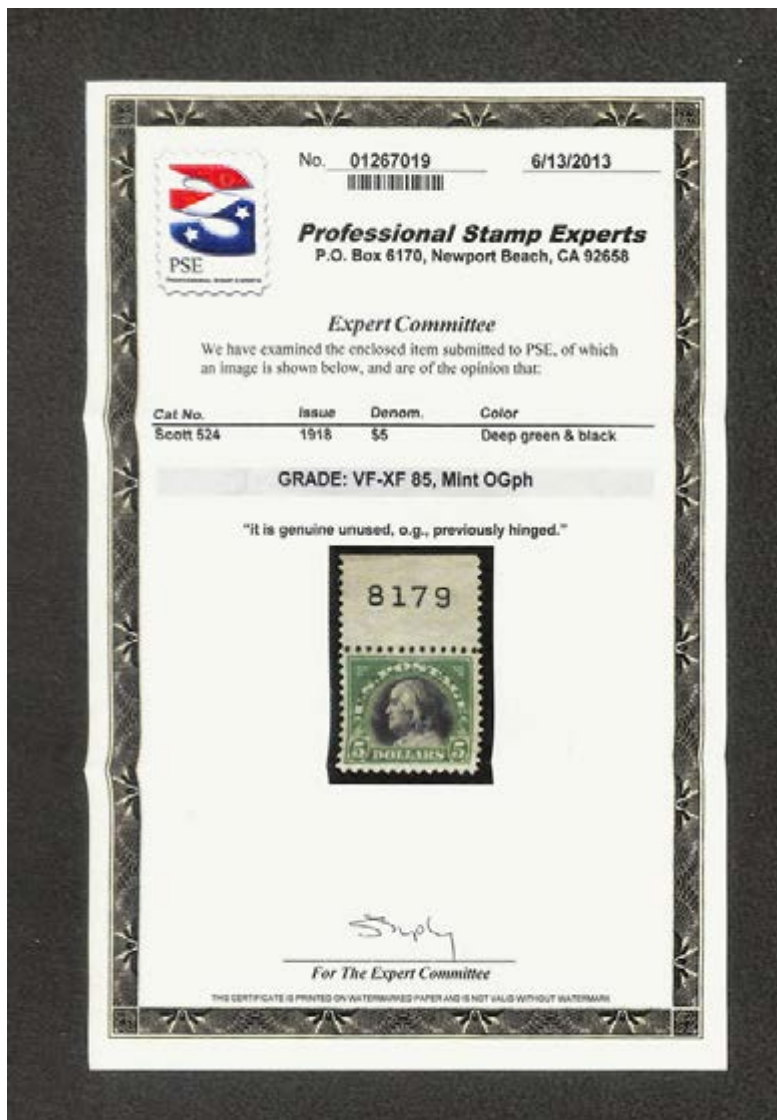 No. 01267019 6/13/2013
PSE
PROFESSIONAL STAMP EXPERTS
Professional Stamp Experts
P.O. Box 6170, Newport Beach, CA 92658
Expert Committee
We have examined the enclosed item submitted to PSE, of which
an image is shown below, and are of the opinion that:
Cat No. Issue Denom. Color
Scott 524 1918 $5 Deep green & black
GRADE: VF-XF 85, Mint OGph
"it is genuine unused, o.g., previously hinged."
8179
U.S. POSTAGE
5 DOLLARS 5
For The Expert Committee
THIS CERTIFICATE IS PRINTED ON WATERMARKED PAPER AND IS NOT VALID WITHOUT WATERMARK